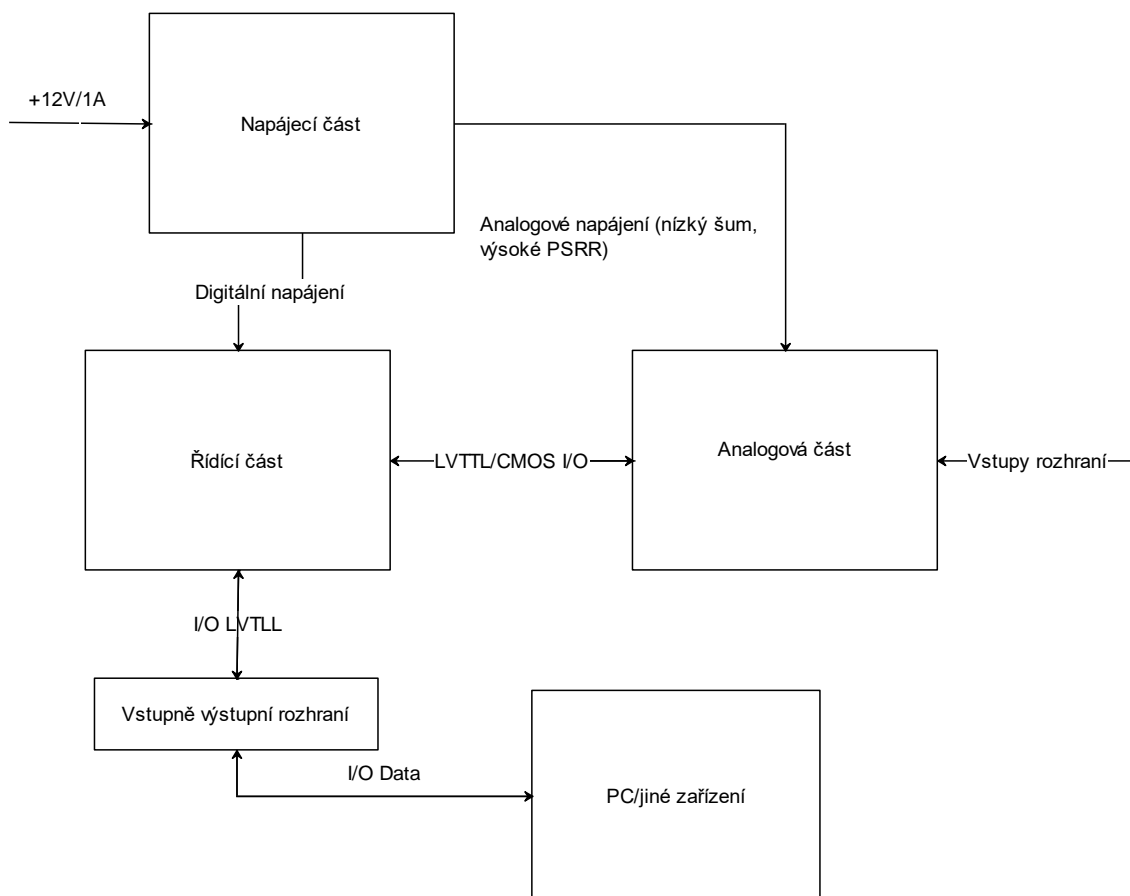 +12V/1A
Napájecí část
Analogové napájení (nízký šum,
výsoké PSRR)
Digitální napájení
Řídící část
LVTTL/CMOS I/O
Analogová část
Vstupy rozhraní
I/O LVTLL
Vstupně výstupní rozhraní
I/O Data
PC/jiné zařízení